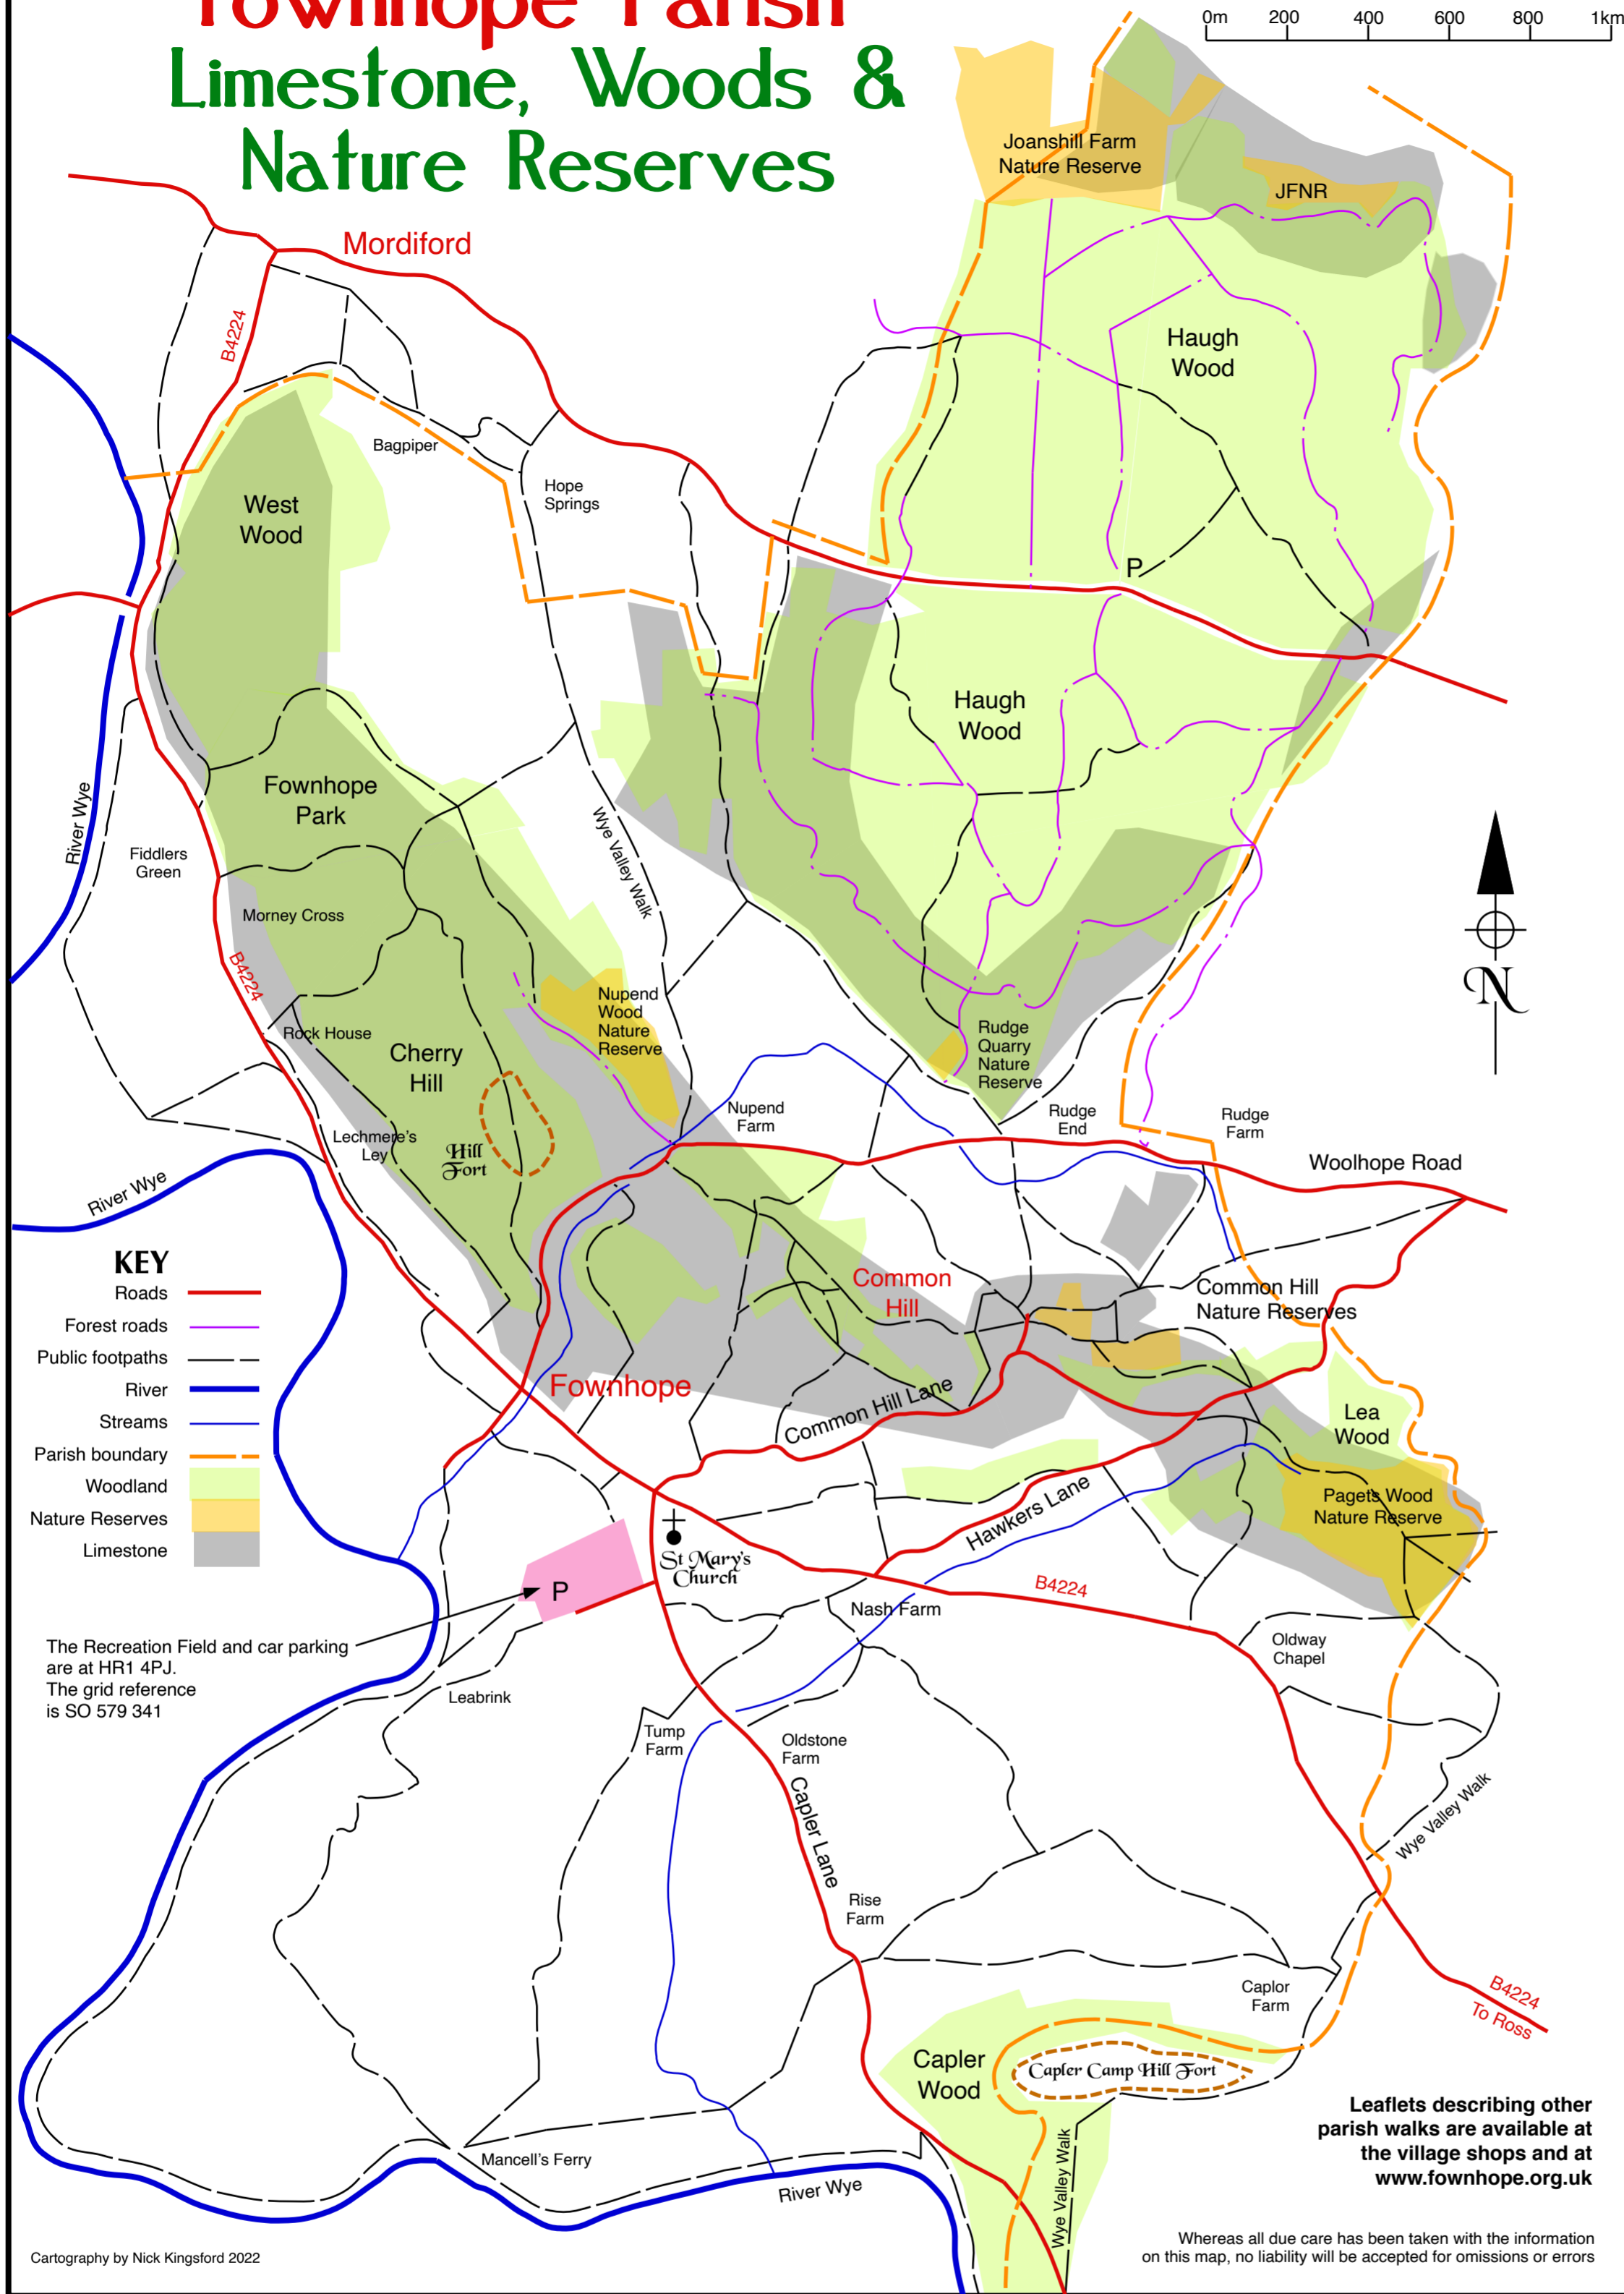 Fownhope Parish
Limestone, Woods &
Nature Reserves
0m 200 400 600 800 1km
Joanshill Farm
Nature Reserve
JFNR
Mordiford
B4224
Haugh
Wood
Bagpiper
Hope
Springs
West
Wood
P
Haugh
Wood
Fownhope
Park
River Wye
Wye Valley Walk
Fiddlers
Green
Morney Cross
B4224
N
Nupend
Wood
Nature
Reserve
Rock House
Cherry
Hill
Rudge
Quarry
Nature
Reserve
Nupend
Farm
Rudge
End
Rudge
Farm
Lechmere's
Ley
Hill
Fort
Woolhope Road
River Wye
KEY
Roads
Forest roads
Public footpaths
River
Streams
Parish boundary
Woodland
Nature Reserves
Limestone
Common
Hill
Common Hill
Nature Reserves
Fownhope
Common Hill Lane
Lea
Wood
Pagets Wood
Nature Reserve
Hawkers Lane
St Mary's
Church
P
B4224
Nash Farm
The Recreation Field and car parking
are at HR1 4PJ.
The grid reference
is SO 579 341
Oldway
Chapel
Leabrink
Tump
Farm
Oldstone
Farm
Capler Lane
Wye Valley Walk
Rise
Farm
Caplor
Farm
B4224
To Ross
Capler
Wood
Capler Camp Hill Fort
Leaflets describing other
parish walks are available at
the village shops and at
www.fownhope.org.uk
Mancell's Ferry
River Wye
Wye Valley Walk
Whereas all due care has been taken with the information
on this map, no liability will be accepted for omissions or errors
Cartography by Nick Kingsford 2022